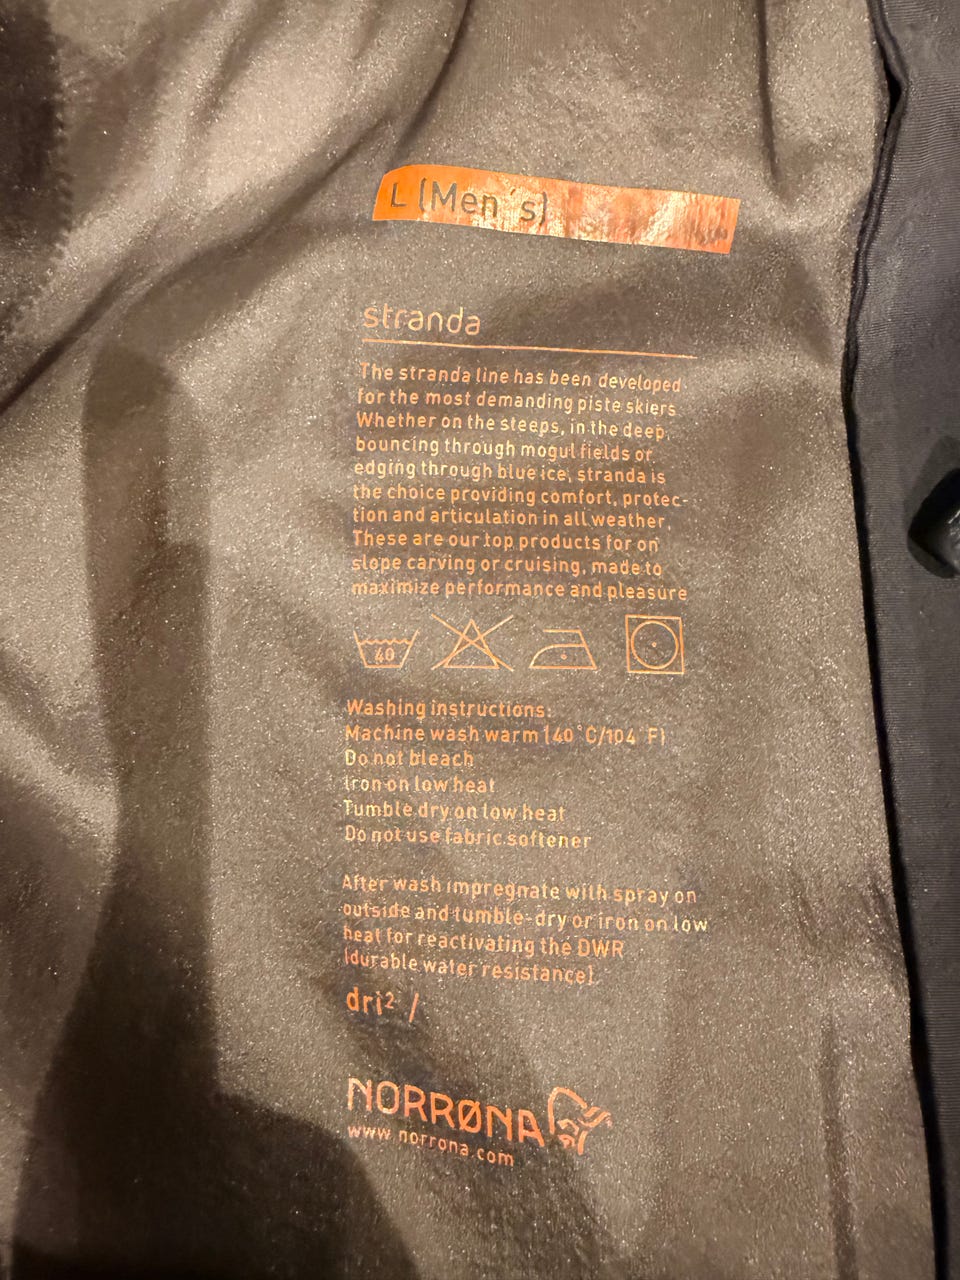 L (Men´s)
stranda
The stranda line has been developed
for the most demanding piste skiers
Whether on the steeps, in the deep,
bouncing through mogul fields or
edging through blue ice, stranda is
the choice providing comfort, protec-
tion and articulation in all weather.
These are our top products for on
slope carving or cruising, made to
maximize performance and pleasure
40
Washing instructions:
Machine wash warm (40°C/104 F)
Do not bleach
Iron on low heat
Tumble dry on low heat
Do not use fabric softener
After wash impregnate with spray on
outside and tumble-dry or iron on low
heat for reactivating the DWR
(durable water resistance).
dri² /
NORRØNA
www.norrona.com